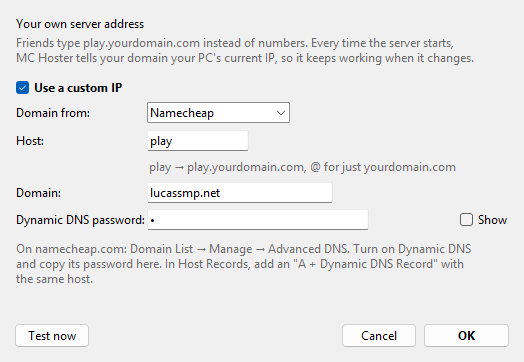 Your own server address
Friends type play.yourdomain.com instead of numbers. Every time the server starts,
MC Hoster tells your domain your PC's current IP, so it keeps working when it changes.
Use a custom IP
Domain from: Namecheap
Host: play
play → play.yourdomain.com, @ for just yourdomain.com
Domain: lucassmp.net
Dynamic DNS password: • Show
On namecheap.com: Domain List → Manage → Advanced DNS. Turn on Dynamic DNS
and copy its password here. In Host Records, add an "A + Dynamic DNS Record" with
the same host.
Test now Cancel OK